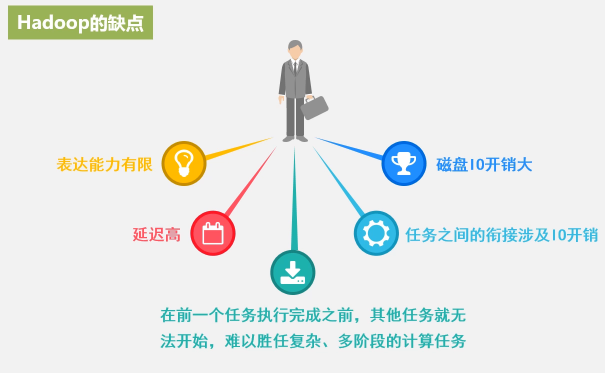 Hadoop的缺点
表达能力有限
磁盘IO开销大
延迟高
任务之间的衔接涉及IO开销
在前一个任务执行完成之前，其他任务就无
法开始，难以胜任复杂、多阶段的计算任务